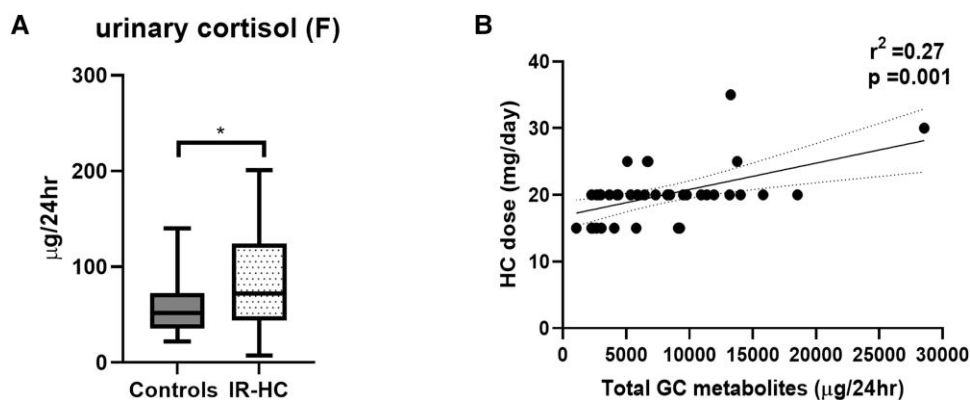 A
urinary cortisol (F)
μg/24hr
300
200
100
0
*
Controls IR-HC
B
HC dose (mg/day)
40
30
20
10
0
r² =0.27
p =0.001
0 5000 10000 15000 20000 25000 30000
Total GC metabolites (μg/24hr)